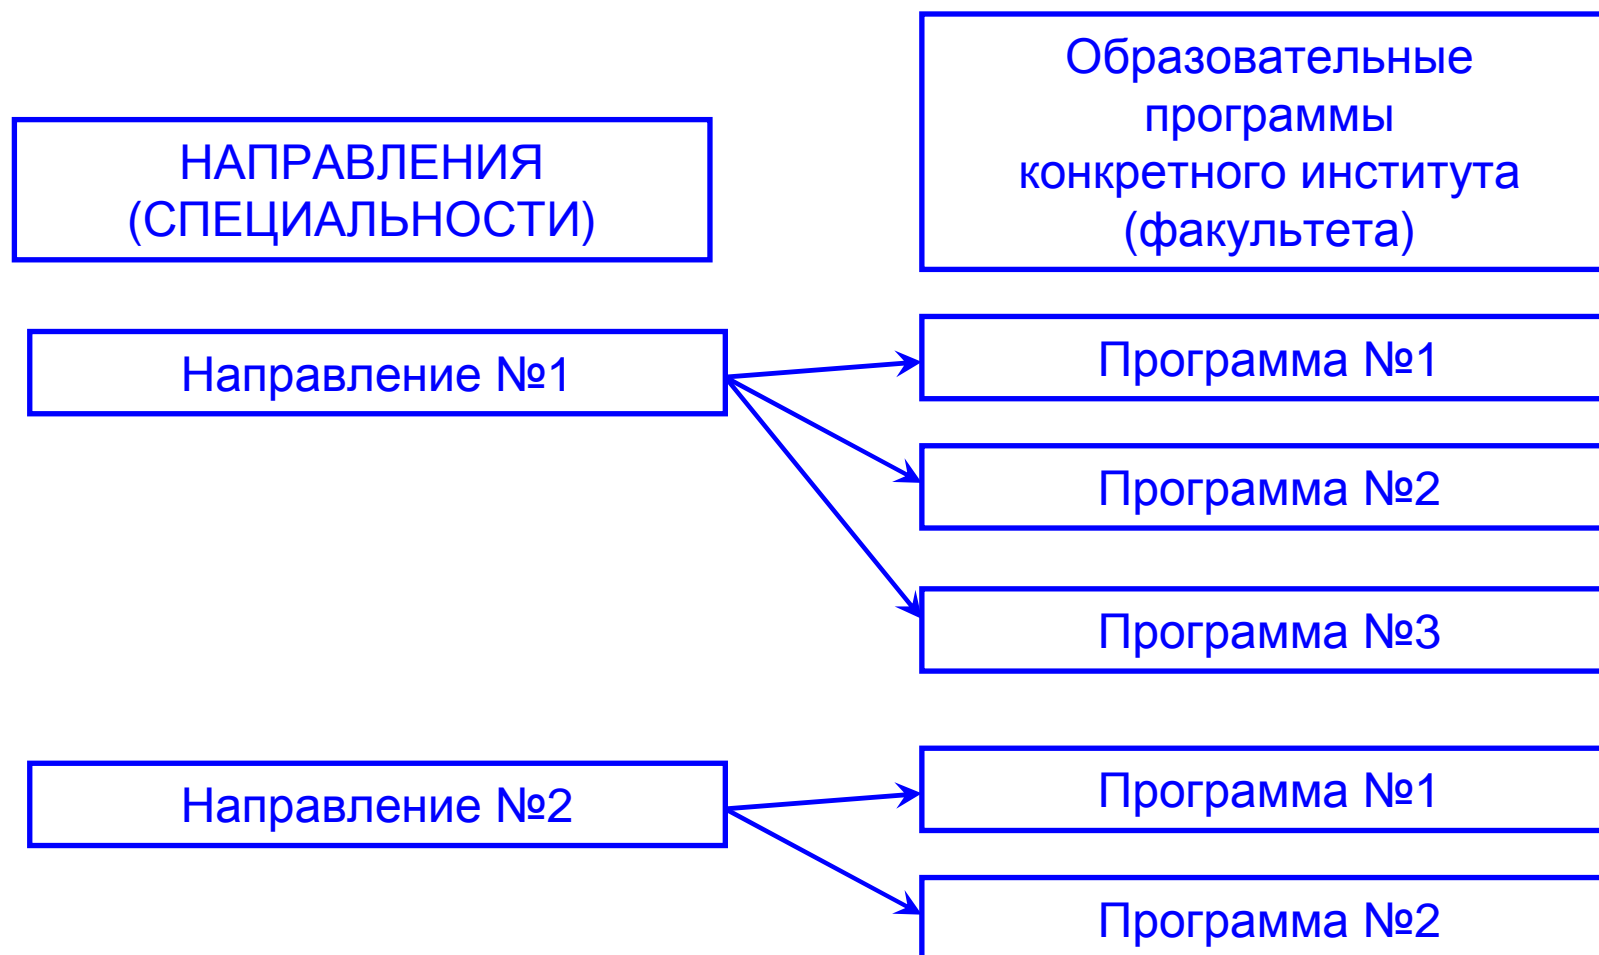 НАПРАВЛЕНИЯ
(СПЕЦИАЛЬНОСТИ)
Образовательные
программы
конкретного института
(факультета)
Направление №1
Программа №1
Программа №2
Программа №3
Направление №2
Программа №1
Программа №2